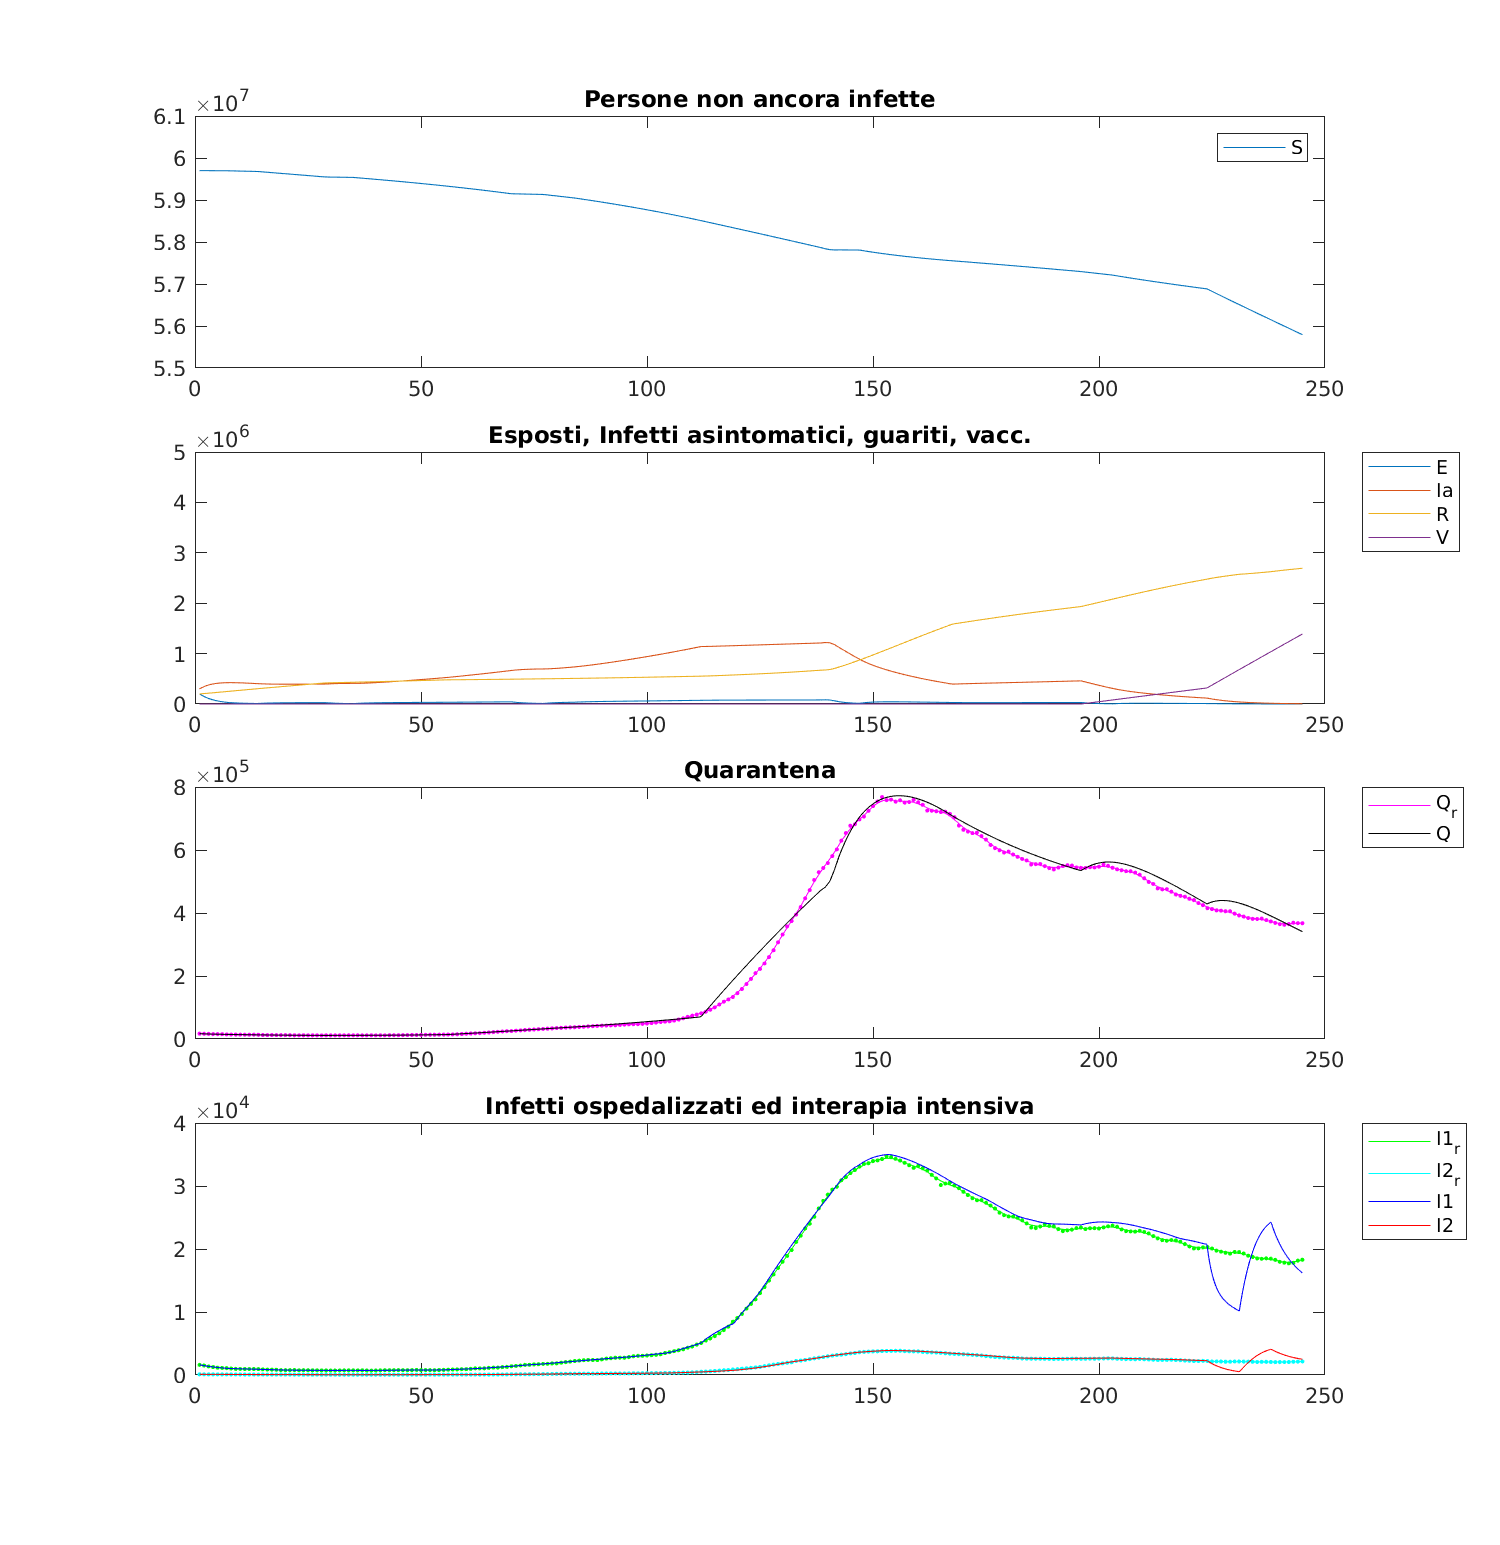 Persone non ancora infette
×10^7
6.1
6
5.9
5.8
5.7
5.6
5.5
0 50 100 150 200 250
S
Esposti, Infetti asintomatici, guariti, vacc.
×10^6
5
4
3
2
1
0
0 50 100 150 200 250
E
Ia
R
V
Quarantena
×10^5
8
6
4
2
0
0 50 100 150 200 250
Q_r
Q
Infetti ospedalizzati ed interapia intensiva
×10^4
4
3
2
1
0
0 50 100 150 200 250
I1_r
I2_r
I1
I2